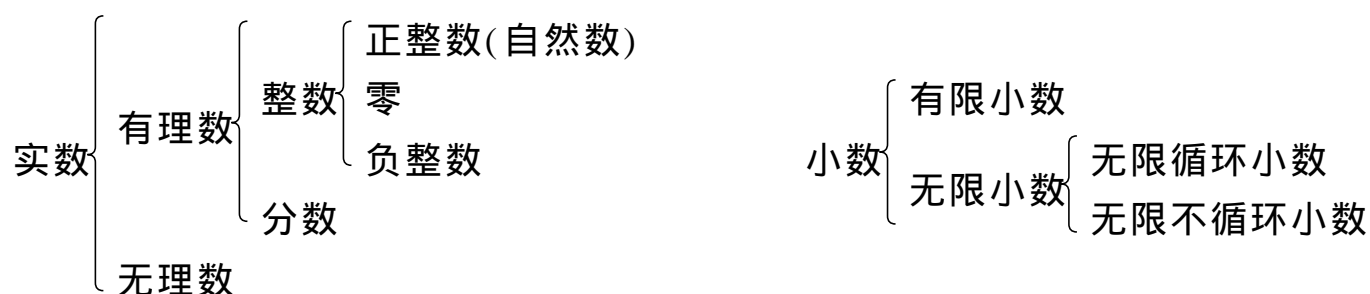 实数
有理数
整数
正整数(自然数)
零
负整数
分数
无理数
小数
有限小数
无限小数
无限循环小数
无限不循环小数